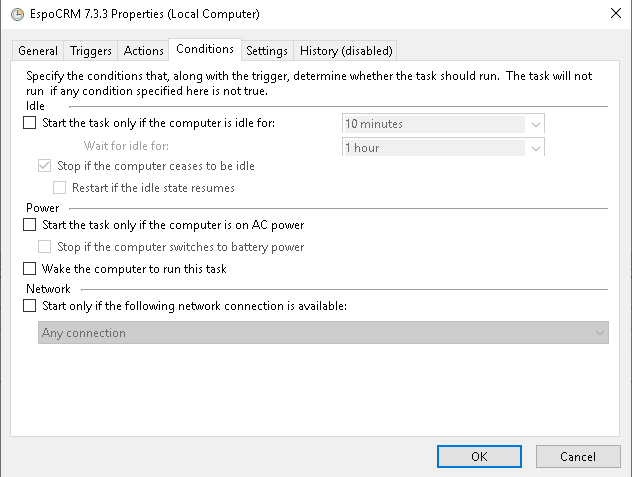 EspoCRM 7.3.3 Properties (Local Computer)
General Triggers Actions Conditions Settings History (disabled)
Specify the conditions that, along with the trigger, determine whether the task should run. The task will not
run if any condition specified here is not true.
Idle
Start the task only if the computer is idle for: 10 minutes
Wait for idle for: 1 hour
Stop if the computer ceases to be idle
Restart if the idle state resumes
Power
Start the task only if the computer is on AC power
Stop if the computer switches to battery power
Wake the computer to run this task
Network
Start only if the following network connection is available:
Any connection
OK Cancel